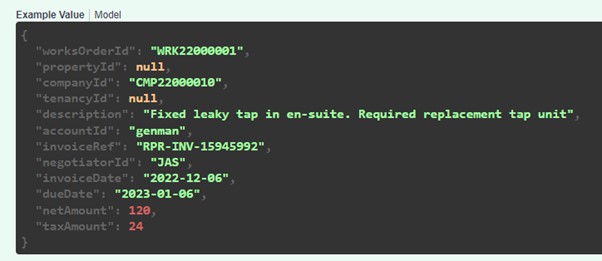 Example Value | Model
{
  "worksOrderId": "WRK22000001",
  "propertyId": null,
  "companyId": "CMP22000010",
  "tenancyId": null,
  "description": "Fixed leaky tap in en-suite. Required replacement tap unit",
  "accountId": "genman",
  "invoiceRef": "RPR-INV-15945992",
  "negotiatorId": "JAS",
  "invoiceDate": "2022-12-06",
  "dueDate": "2023-01-06",
  "netAmount": 120,
  "taxAmount": 24
}